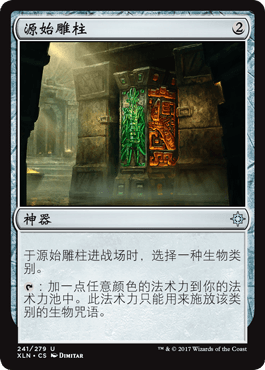 源始雕柱 2
神器
于源始雕柱进战场时，选择一种生物类
别。
：加一点任意颜色的法术力到你的法
术力池中。此法术力只能用来施放该类
别的生物咒语。
241/279 U
XLN • CS DIMITAR
™ & © 2017 Wizards of the Coast